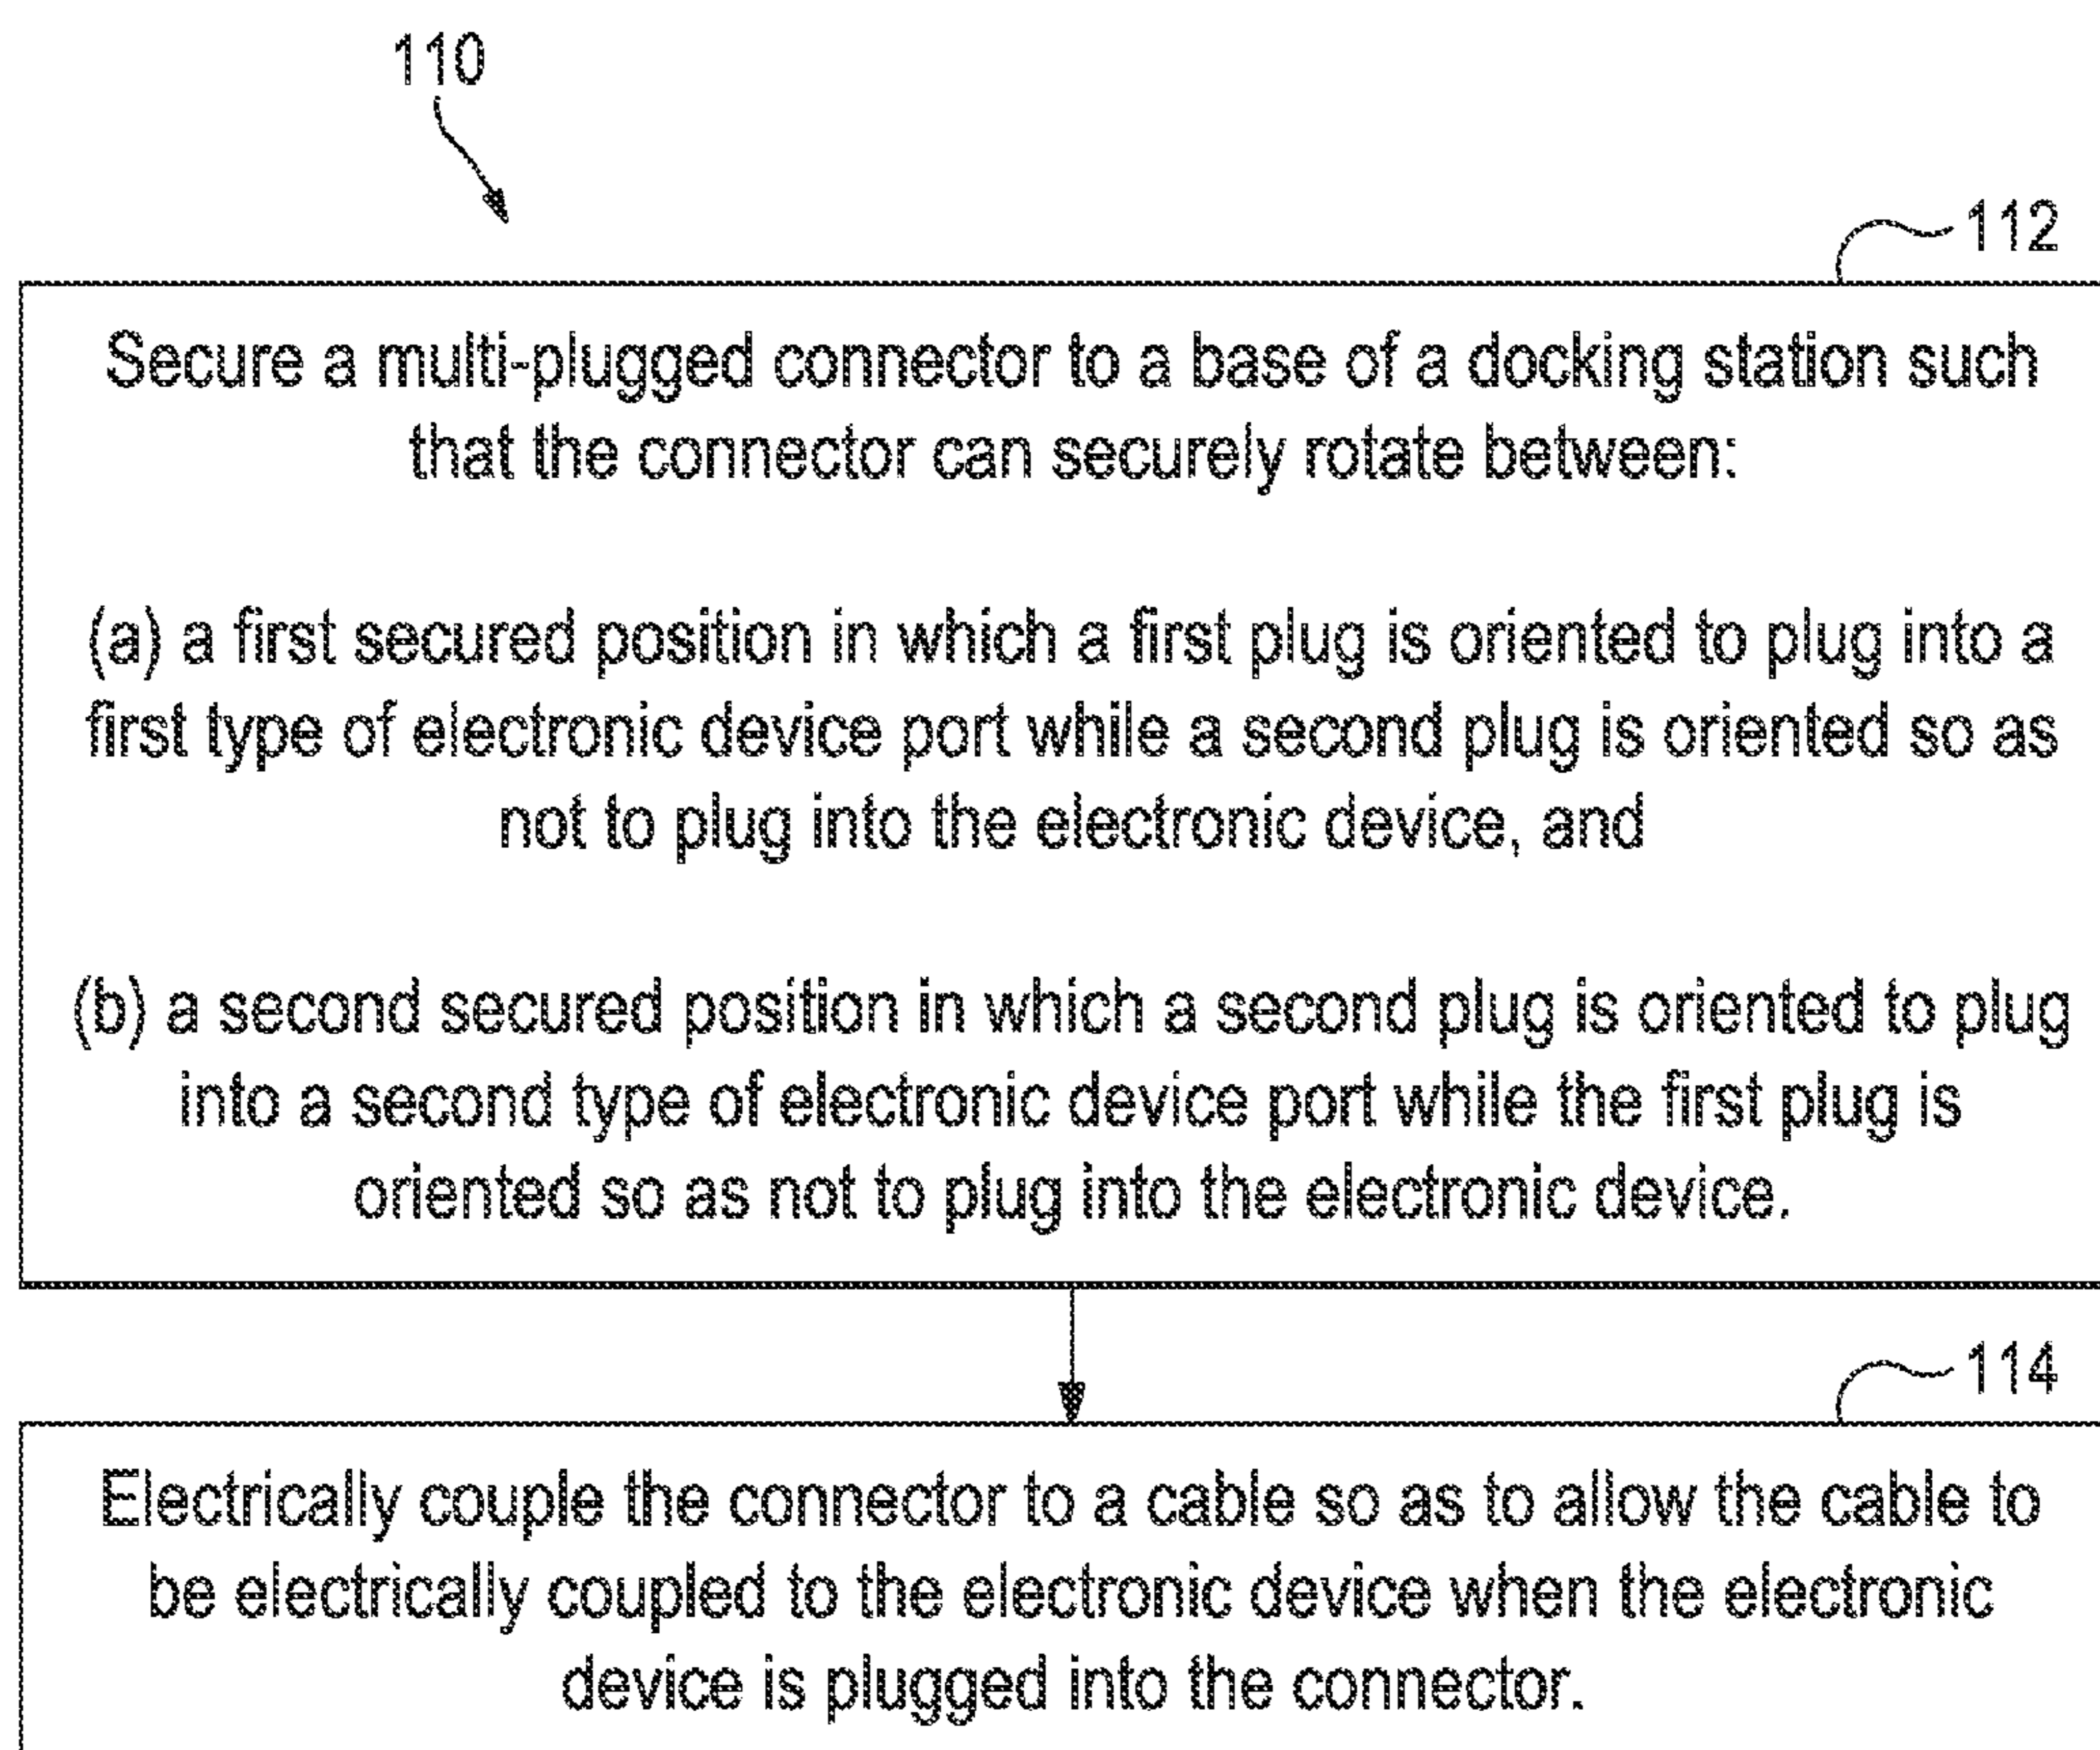 110
112
Secure a multi-plugged connector to a base of a docking station such
that the connector can securely rotate between:
(a) a first secured position in which a first plug is oriented to plug into a
first type of electronic device port while a second plug is oriented so as
not to plug into the electronic device, and
(b) a second secured position in which a second plug is oriented to plug
into a second type of electronic device port while the first plug is
oriented so as not to plug into the electronic device.
114
Electrically couple the connector to a cable so as to allow the cable to
be electrically coupled to the electronic device when the electronic
device is plugged into the connector.